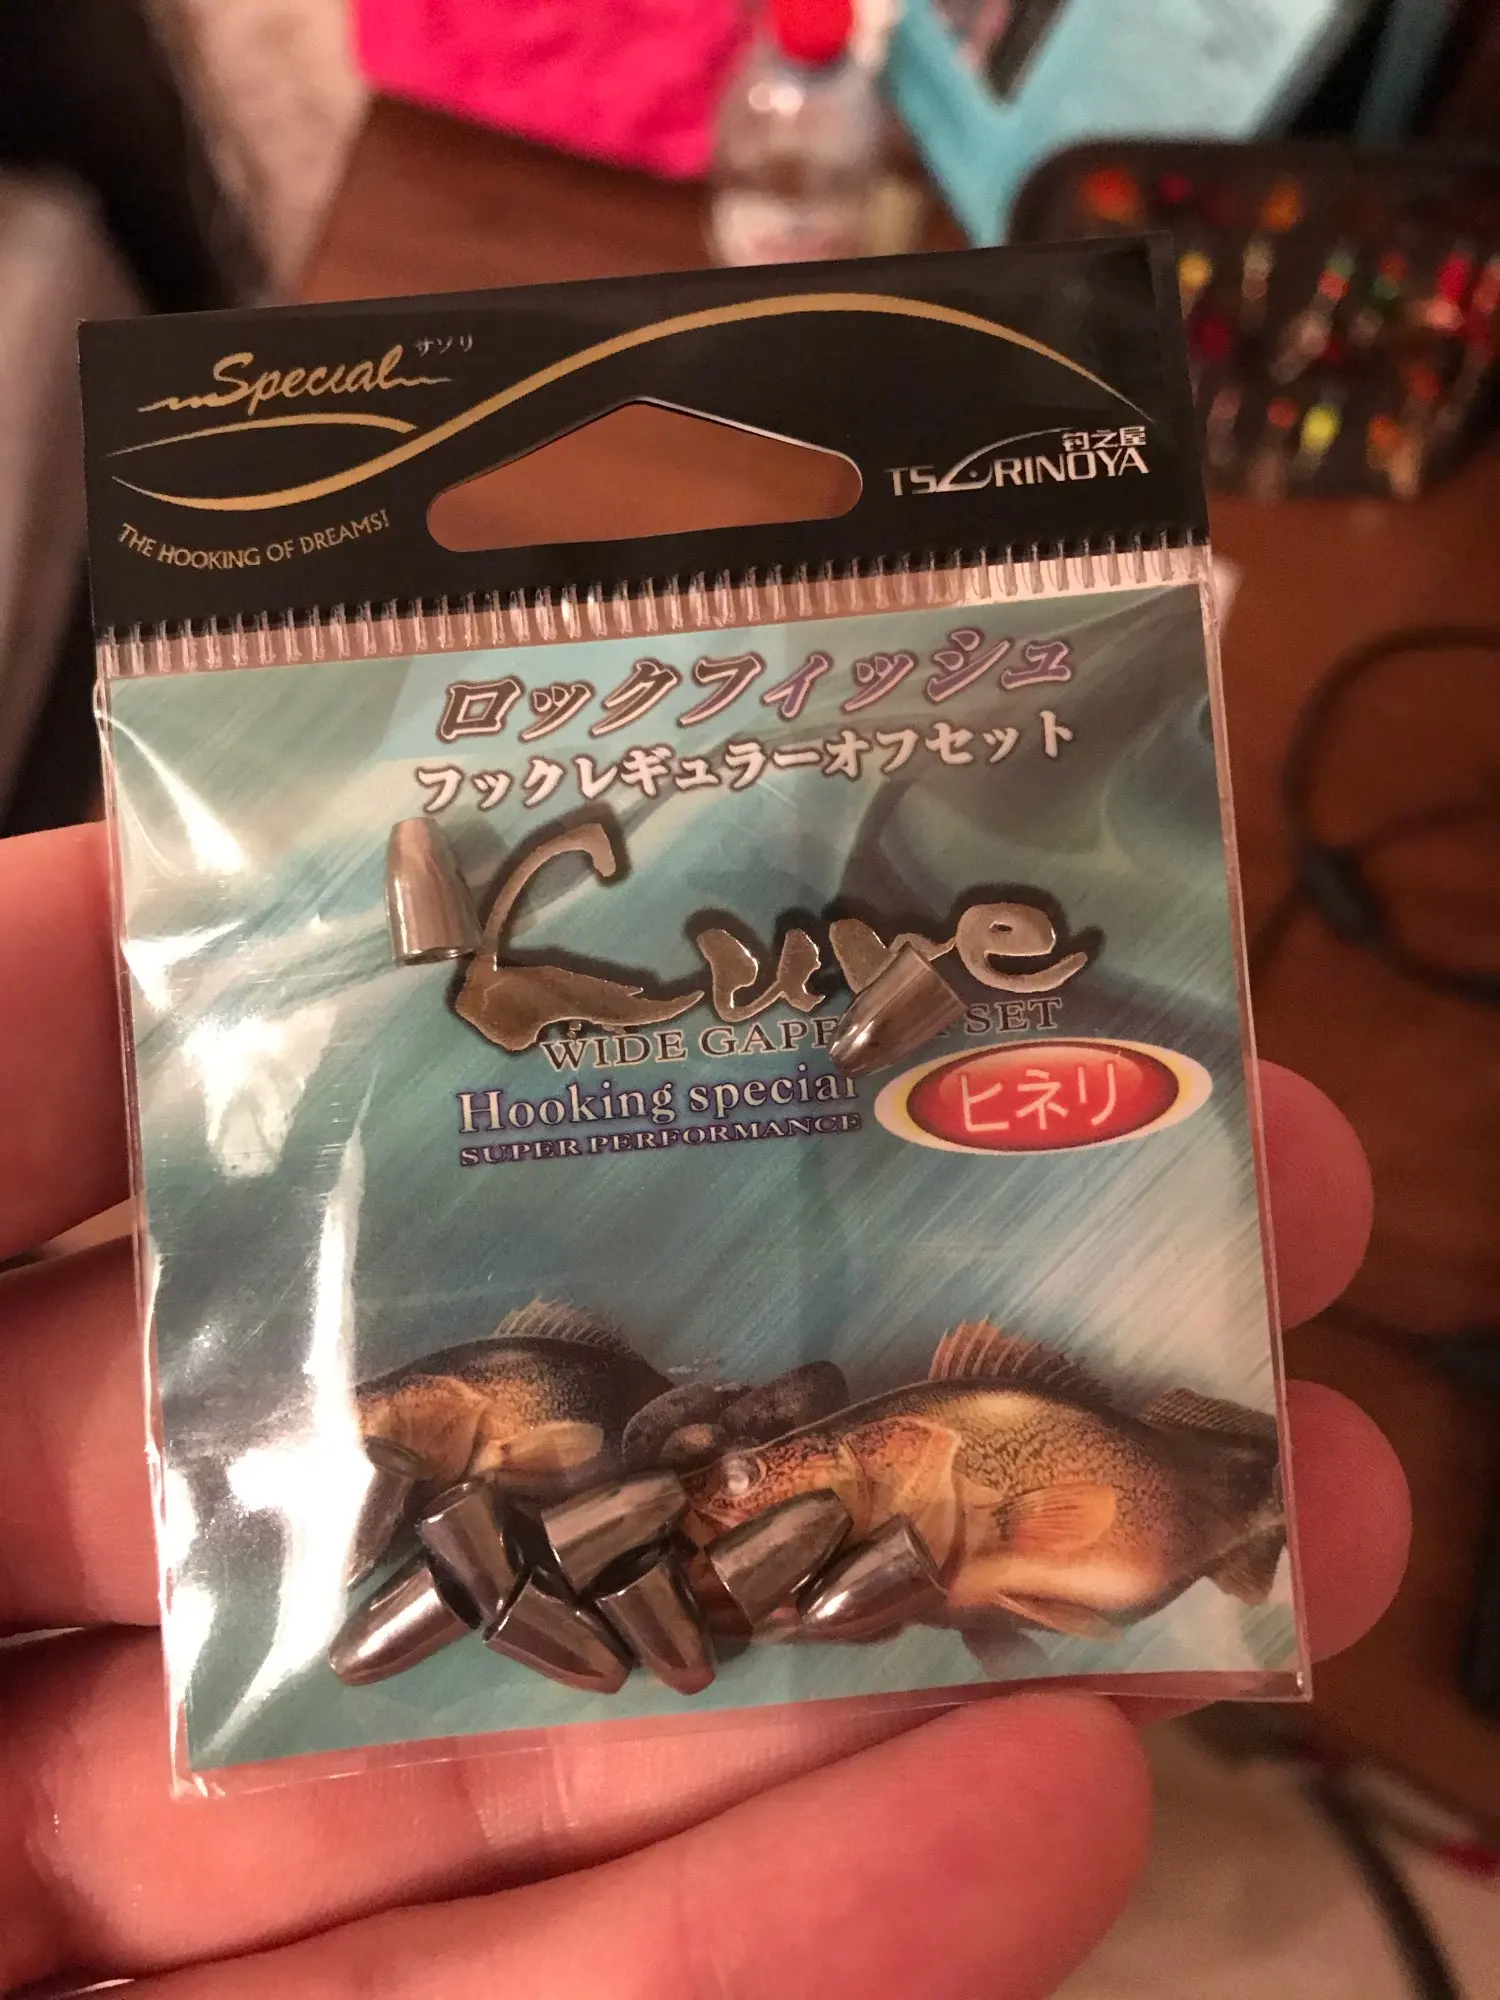 Special サソリ
THE HOOKING OF DREAMS!
釣之屋
TSURINOYA
ロックフィッシュ
フックレギュラーオフセット
Lure
WIDE GAPE SET
Hooking special
SUPER PERFORMANCE
ヒネリ